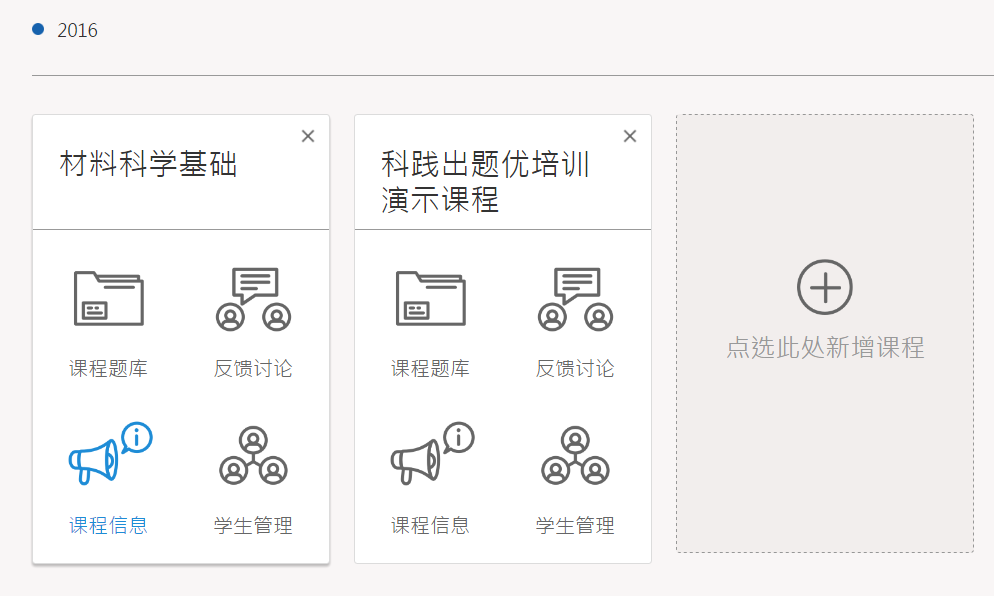 2016
材料科学基础
科践出题优培训
演示课程
课程题库
反馈讨论
课程信息
学生管理
课程题库
反馈讨论
课程信息
学生管理
点选此处新增课程